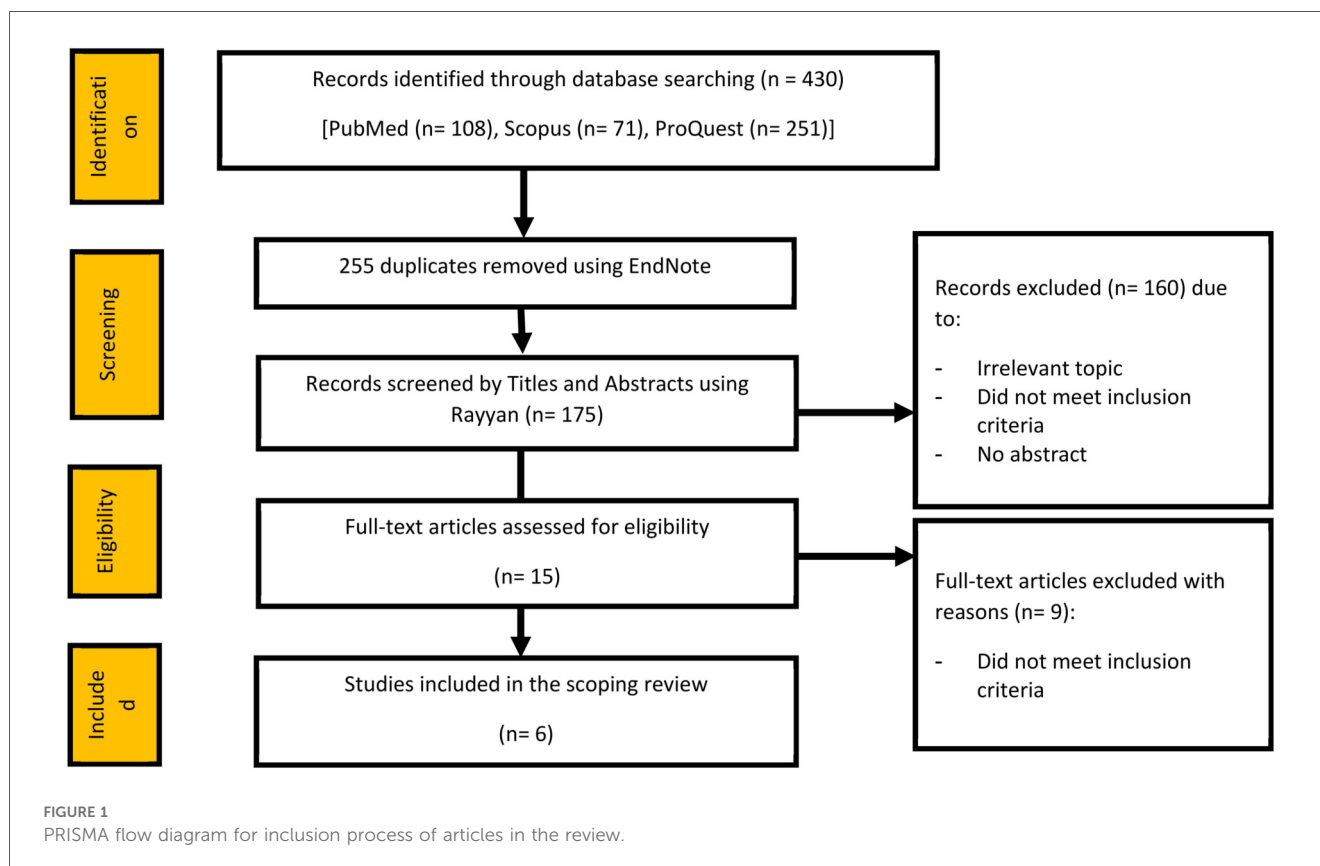 Identificati
on
Records identified through database searching (n = 430)
[PubMed (n= 108), Scopus (n = 71), ProQuest (n = 251)]
Screening
255 duplicates removed using EndNote
Records screened by Titles and Abstracts using
Rayyan (n= 175)
Records excluded (n= 160) due
to:
- Irrelevant topic
- Did not meet inclusion
criteria
- No abstract
Eligibility
Full-text articles assessed for eligibility
(n= 15)
Full-text articles excluded with
reasons (n= 9):
- Did not meet inclusion
criteria
Include
d
Studies included in the scoping review
(n= 6)
FIGURE 1
PRISMA flow diagram for inclusion process of articles in the review.